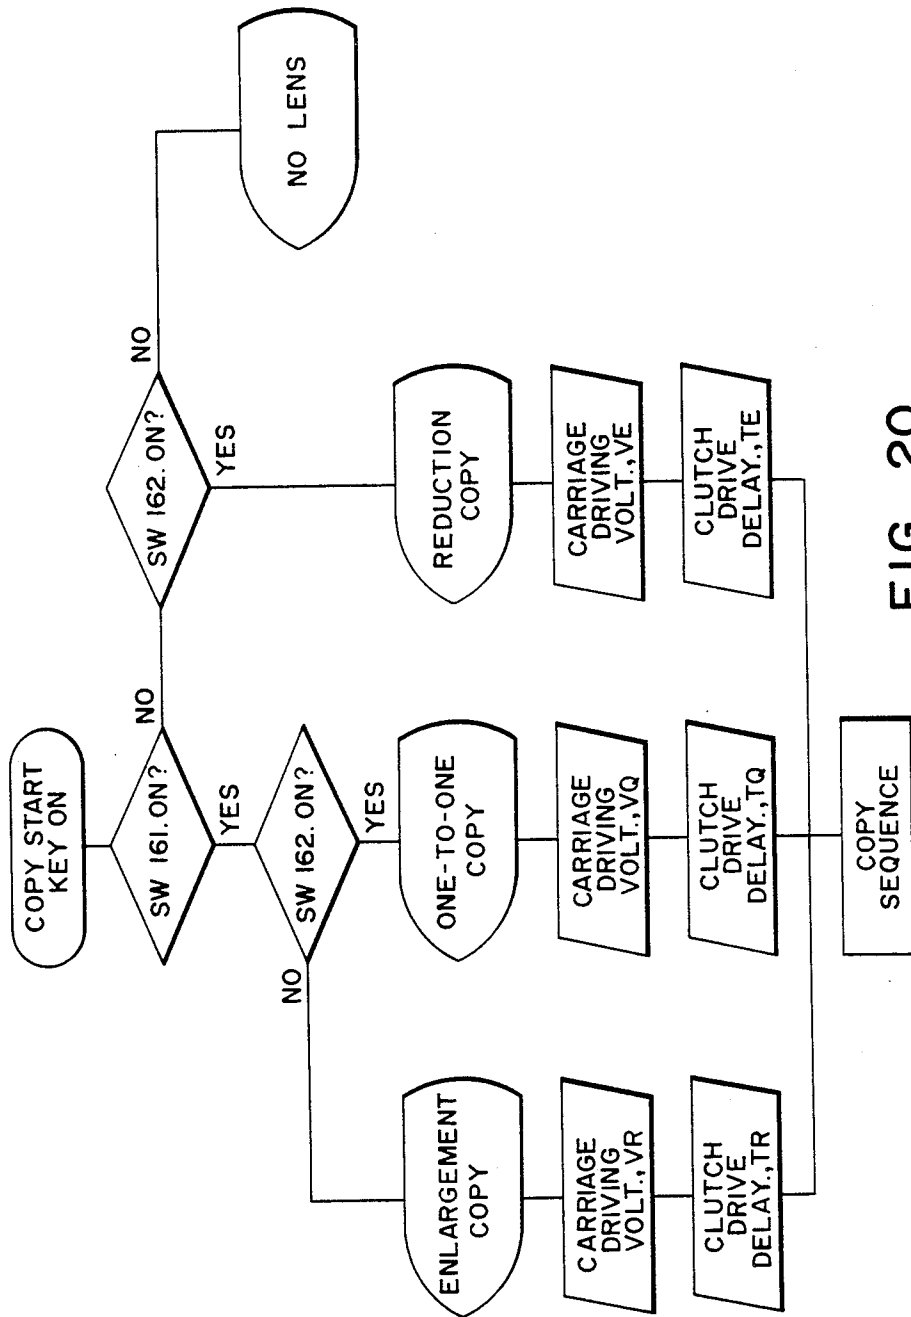 COPY START
KEY ON
SW 161. ON?
NO
YES
SW 162. ON?
NO
YES
NO LENS
SW 162. ON?
NO
YES
ENLARGEMENT
COPY
CARRIAGE
DRIVING
VOLT.,VR
CLUTCH
DRIVE
DELAY.,TR
ONE-TO-ONE
COPY
CARRIAGE
DRIVING
VOLT.,VQ
CLUTCH
DRIVE
DELAY.,TQ
REDUCTION
COPY
CARRIAGE
DRIVING
VOLT.,VE
CLUTCH
DRIVE
DELAY.,TE
COPY
SEQUENCE
FIG. 20